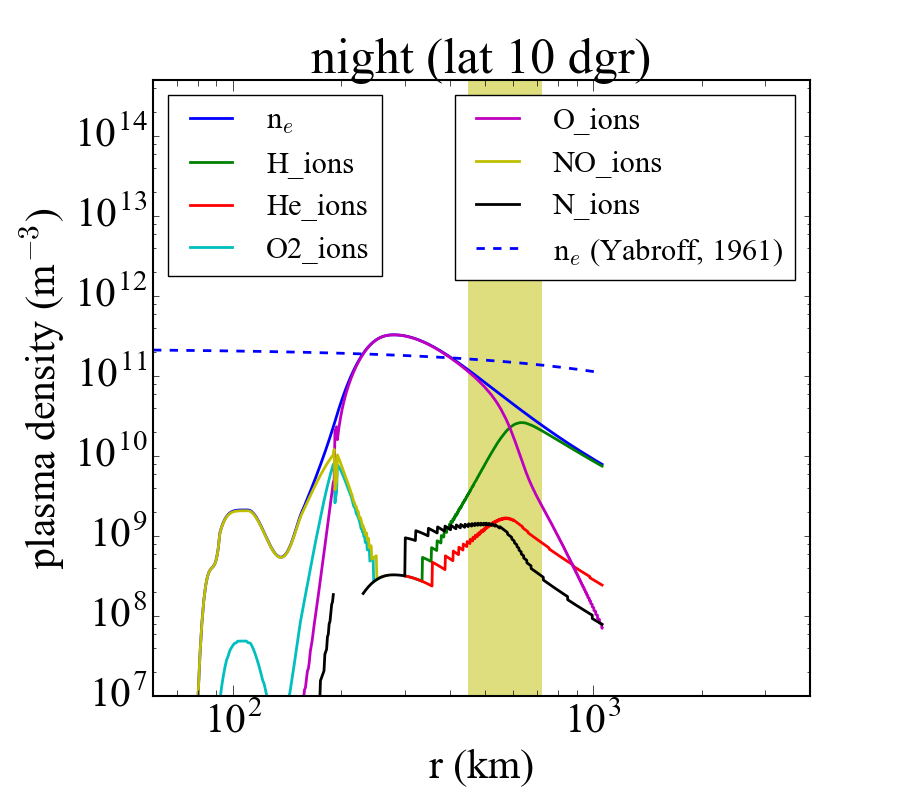 night (lat 10 dgr)
n_e
H_ions
He_ions
O2_ions
O_ions
NO_ions
N_ions
n_e (Yabroff, 1961)
plasma density (m^{-3})
10^{14}
10^{13}
10^{12}
10^{11}
10^{10}
10^9
10^8
10^7
10^2
10^3
r (km)